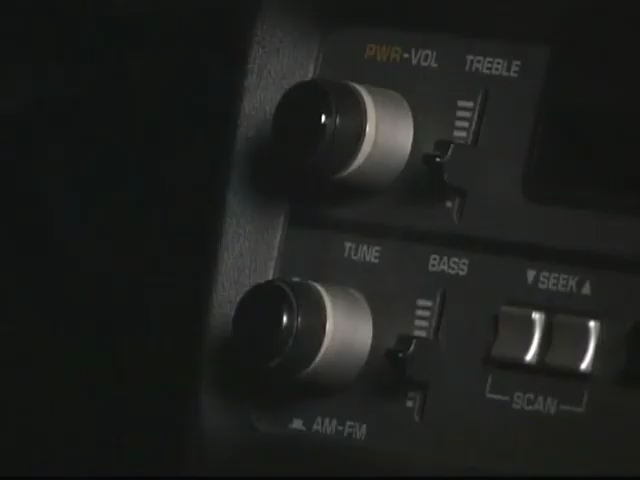 PWR-VOL
TREBLE
TUNE
BASS
▼SEEK▲
SCAN
AM-FM